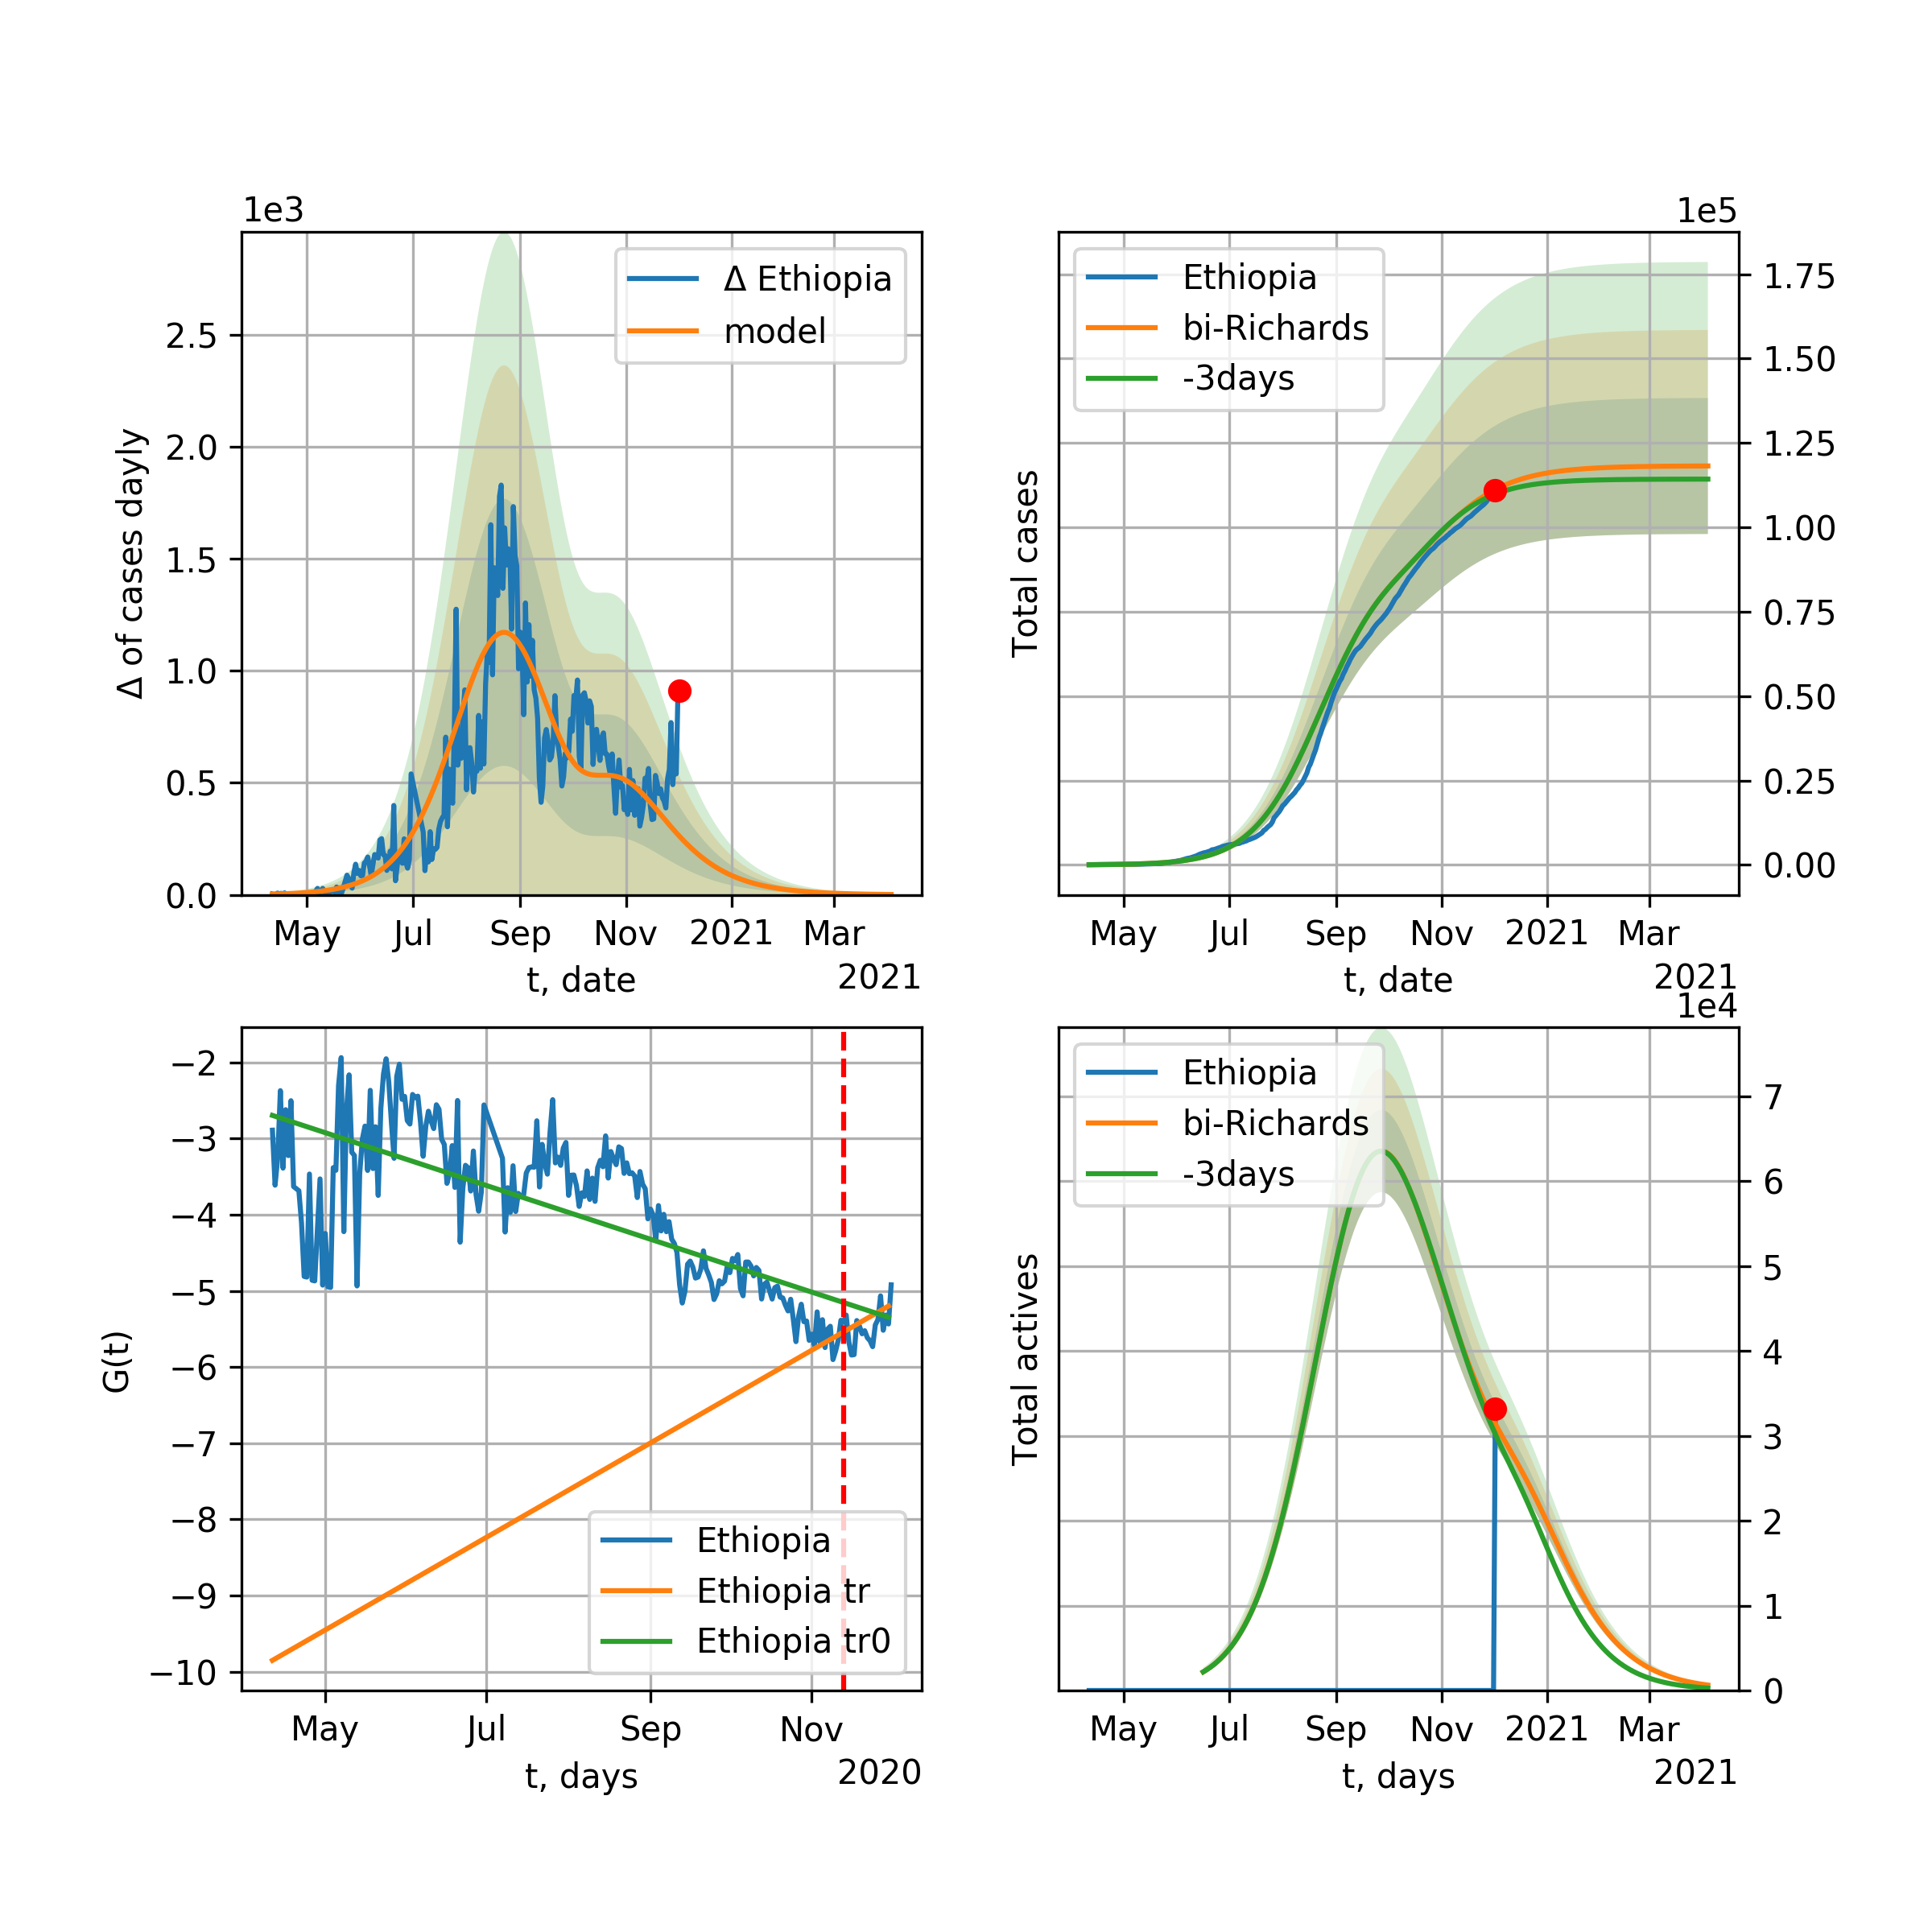 1e3
Δ of cases dayly
2.5
2.0
1.5
1.0
0.5
0.0
Δ Ethiopia
model
May Jul Sep Nov 2021 Mar
t, date
2021
1e5
Total cases
Ethiopia
bi-Richards
-3days
1.75
1.50
1.25
1.00
0.75
0.50
0.25
0.00
May Jul Sep Nov 2021 Mar
t, date
2021
G(t)
−2
−3
−4
−5
−6
−7
−8
−9
−10
Ethiopia
Ethiopia tr
Ethiopia tr0
May Jul Sep Nov
t, days
2020
1e4
Total actives
Ethiopia
bi-Richards
-3days
7
6
5
4
3
2
1
0
May Jul Sep Nov 2021 Mar
t, days
2021